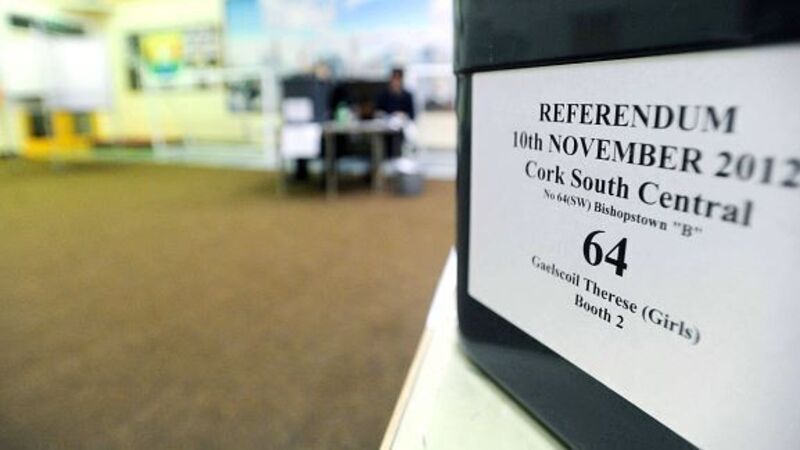 REFERENDUM
10th NOVEMBER 2012
Cork South Central
No 64(SW) Bishopstown "B"
64
Gaelscoil Therese (Girls)
Booth 2